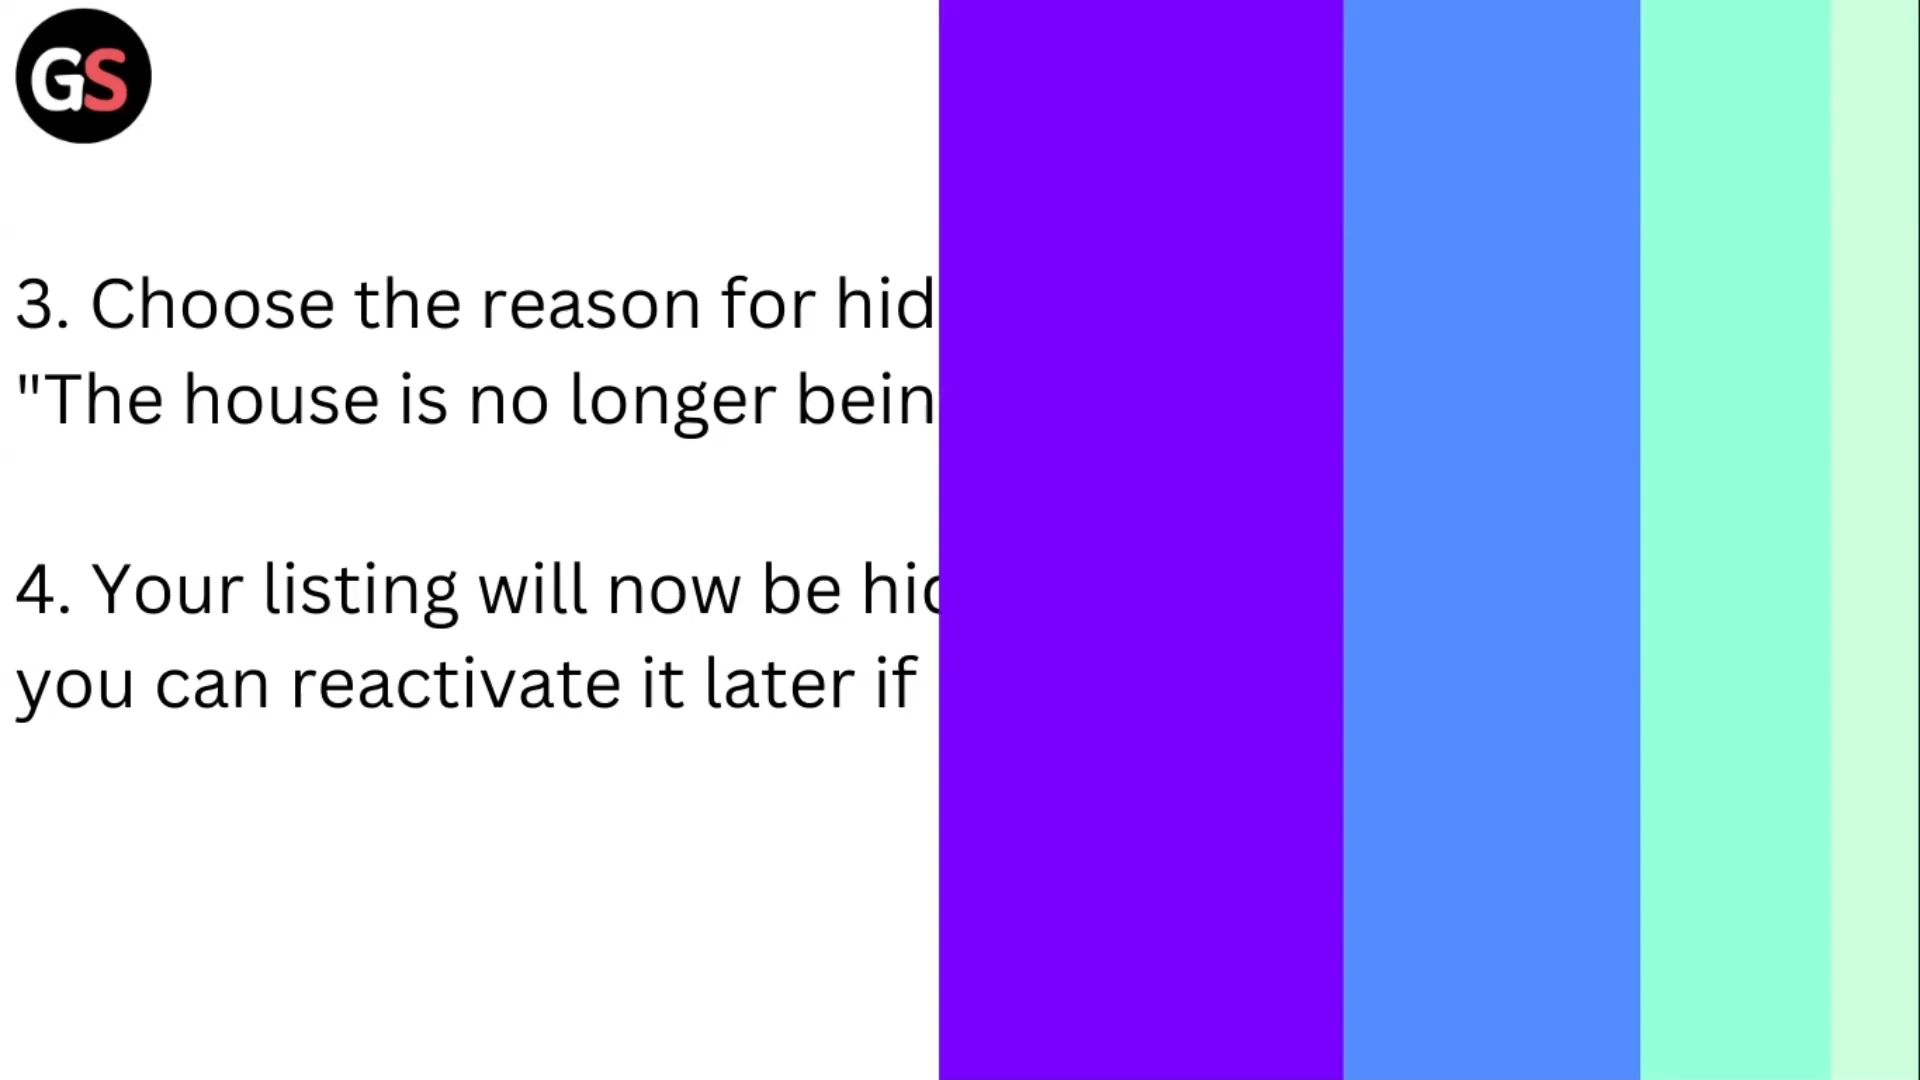 GS
3. Choose the reason for hid
"The house is no longer bein
4. Your listing will now be
you can reactivate it later if